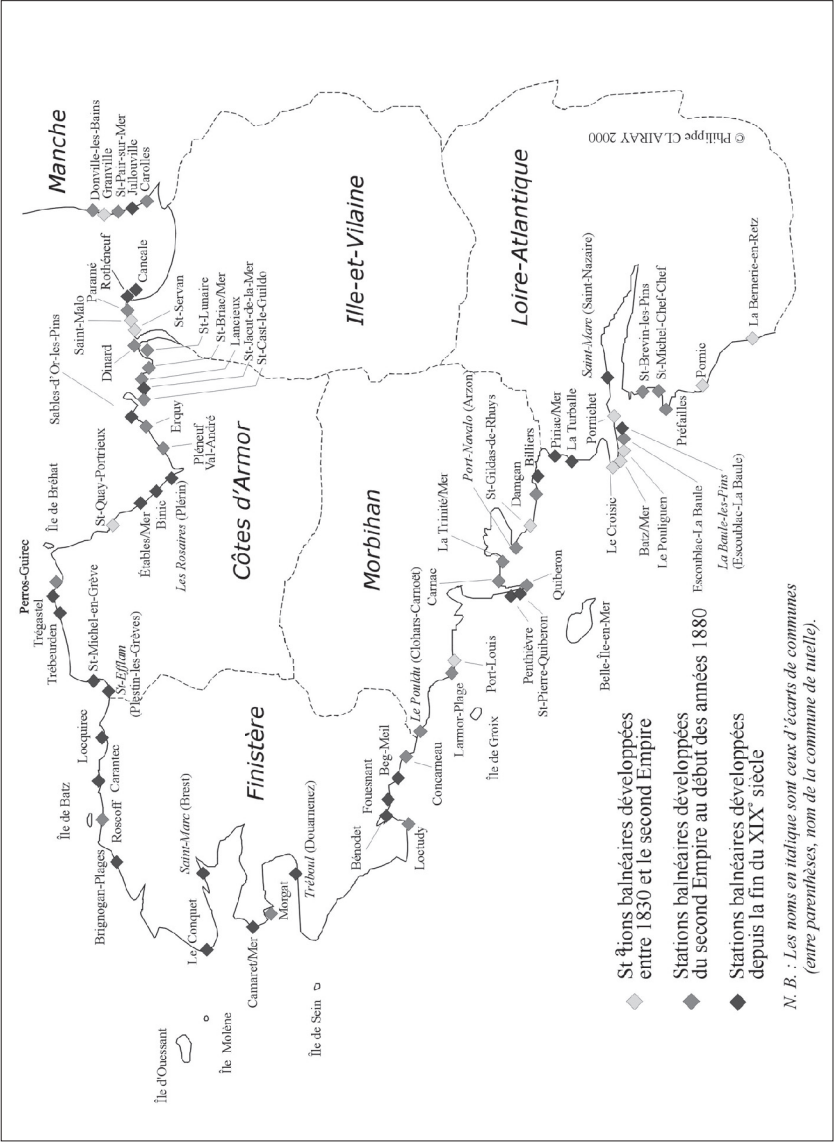 Manche
Donville-les-Bains
Granville
St-Pair-sur-Mer
Jullouville
Carolles
Cancale
Rothéneuf
Paramé
Saint-Malo
St-Servan
Dinard
St-Lunaire
St-Briac/Mer
Lancieux
St-Jacut-de-la-Mer
St-Cast-le-Guildo
Sables-d'Or-les-Pins
Erquy
Pléneuf
Val-André
Les Rosaires (Plérin)
Binic
Étables/Mer
St-Quay-Portrieux
Île de Bréhat
Perros-Guirec
Trégastel
Trébeurden
St-Michel-en-Grève
St-Efflam
(Plestin-les-Grèves)
Locquirec
Carantec
Île de Batz
Roscoff
Brignogan-Plages
Saint-Marc (Brest)
Le Conquet
Île d'Ouessant
Île Molène
Camaret/Mer
Morgat
Tréboul (Douarnenez)
Île de Sein
Ille-et-Vilaine
Côtes d'Armor
Finistère
Morbihan
Loire-Atlantique
Loctudy
Bénodet
Fouesnant
Beg-Meil
Concarneau
Le Pouldu (Clohars-Carnoët)
Larmor-Plage
Île de Groix
Port-Louis
Penthièvre
St-Pierre-Quiberon
Quiberon
Belle-Île-en-Mer
Carnac
La Trinité/Mer
Port-Navalo (Arzon)
St-Gildas-de-Rhuys
Damgan
Billiers
Piriac/Mer
La Turballe
Le Croisic
Batz/Mer
Le Pouliguen
Escoublac-La Baule
La Baule-les-Pins
(Escoublac-La Baule)
Pornichet
Saint-Marc (Saint-Nazaire)
St-Brevin-les-Pins
St-Michel-Chef-Chef
Préfailles
Pornic
La Bernerie-en-Retz
© Philippe CLAIRAY 2000
Stations balnéaires développées
entre 1830 et le second Empire
Stations balnéaires développées
du second Empire au début des années 1880
Stations balnéaires développées
depuis la fin du XIX° siècle
N. B. : Les noms en italique sont ceux d'écarts de communes
(entre parenthèses, nom de la commune de tutelle).